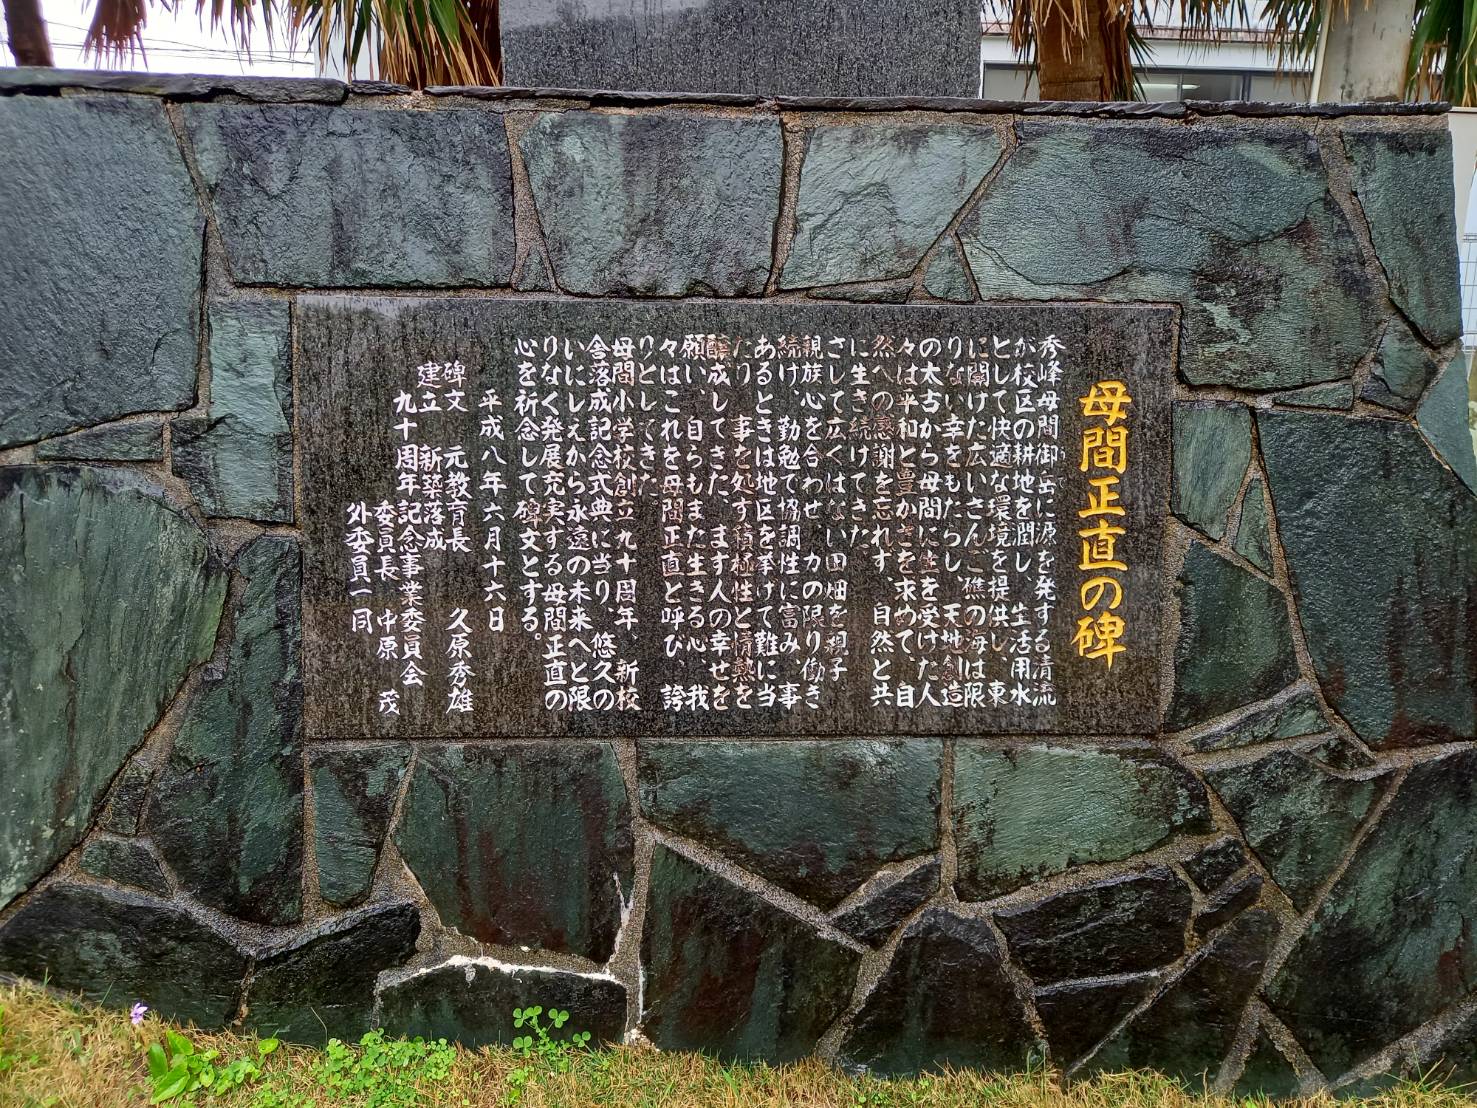 母間正直の碑
秀峰母間御岳に源を発する清流
が校区の耕地を潤し、生活用水
として快適な環境を提供し、東
に開けた広いさんご礁の海は限
りない幸をもたらし、天地創造
の太古から母間に性を受けた人
々は平和と豊かさを求めて、自
然への感謝を忘れず、自然と共
に生き続けてきた。
さして広くはない田畑を親子
親族心を合わせ、力の限り働き
続け、勤勉で協調性に富み、事
あるときは地区を挙げて難に当
たり、事を処す積極性と情熱を
醸成してきた。ます人の幸せを
願い、自らもまた生きる心 我
々はこれを母間正直と呼び、誇
りとしてきた。
母間小学校創立九十周年、新校
舎落成記念式典に当り、悠久の
いにしえから永遠の未来へと限
りなく発展充実する母間正直の
心を祈念して碑文とする。
平成八年六月十六日
碑文 元教育長 久原秀雄
建立 新築落成
九十周年記念事業委員会
委員長 中原 茂
外委員一同